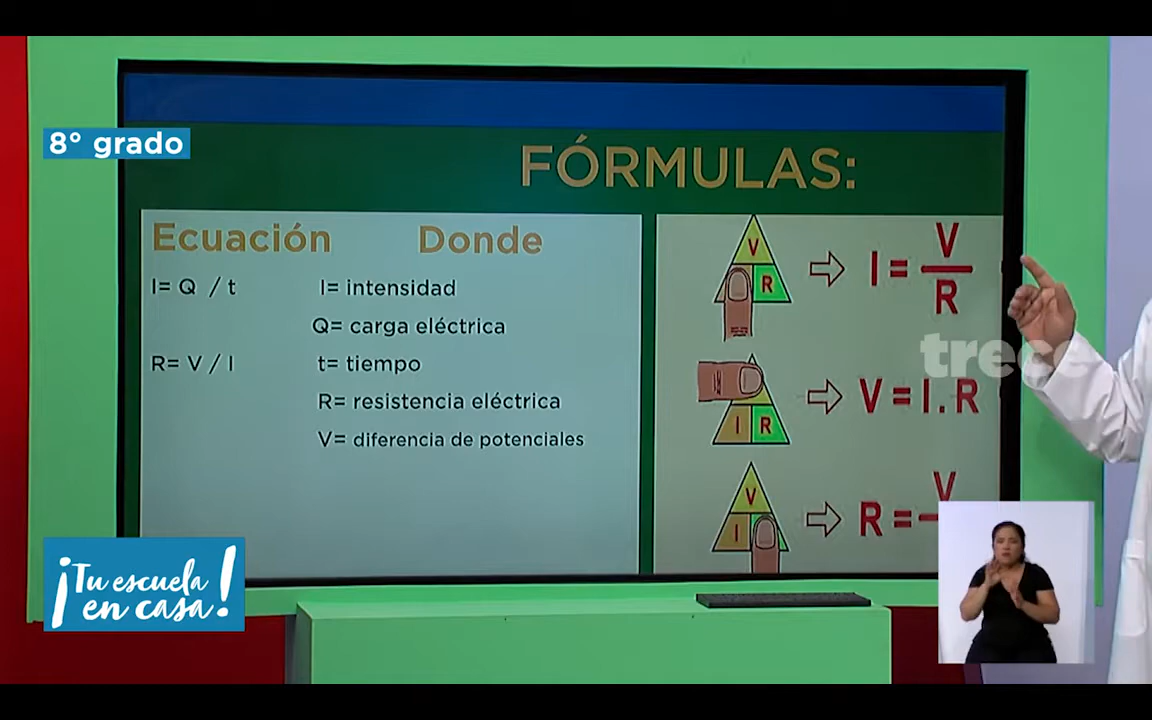 8° grado
FÓRMULAS:
Ecuación Donde
I= Q / t I= intensidad
Q= carga eléctrica
R= V / I t= tiempo
R= resistencia eléctrica
V= diferencia de potenciales
V
R
I = V
R
trece
I R
V = I . R
V
I
R = V
¡Tu escuela
en casa!